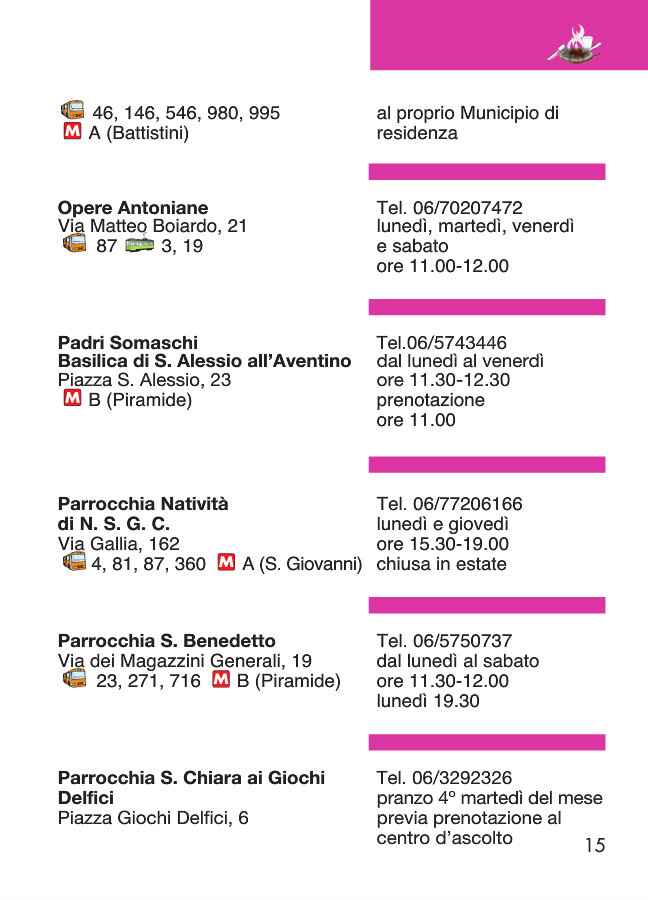 46, 146, 546, 980, 995
M A (Battistini)
al proprio Municipio di
residenza
Opere Antoniane
Via Matteo Boiardo, 21
87 3, 19
Tel. 06/70207472
lunedì, martedì, venerdì
e sabato
ore 11.00-12.00
Padri Somaschi
Basilica di S. Alessio all'Aventino
Piazza S. Alessio, 23
M B (Piramide)
Tel.06/5743446
dal lunedì al venerdì
ore 11.30-12.30
prenotazione
ore 11.00
Parrocchia Natività
di N. S. G. C.
Via Gallia, 162
4, 81, 87, 360 M A (S. Giovanni)
Tel. 06/77206166
lunedì e giovedì
ore 15.30-19.00
chiusa in estate
Parrocchia S. Benedetto
Via dei Magazzini Generali, 19
23, 271, 716 M B (Piramide)
Tel. 06/5750737
dal lunedì al sabato
ore 11.30-12.00
lunedì 19.30
Parrocchia S. Chiara ai Giochi
Delfici
Piazza Giochi Delfici, 6
Tel. 06/3292326
pranzo 4º martedì del mese
previa prenotazione al
centro d'ascolto
15